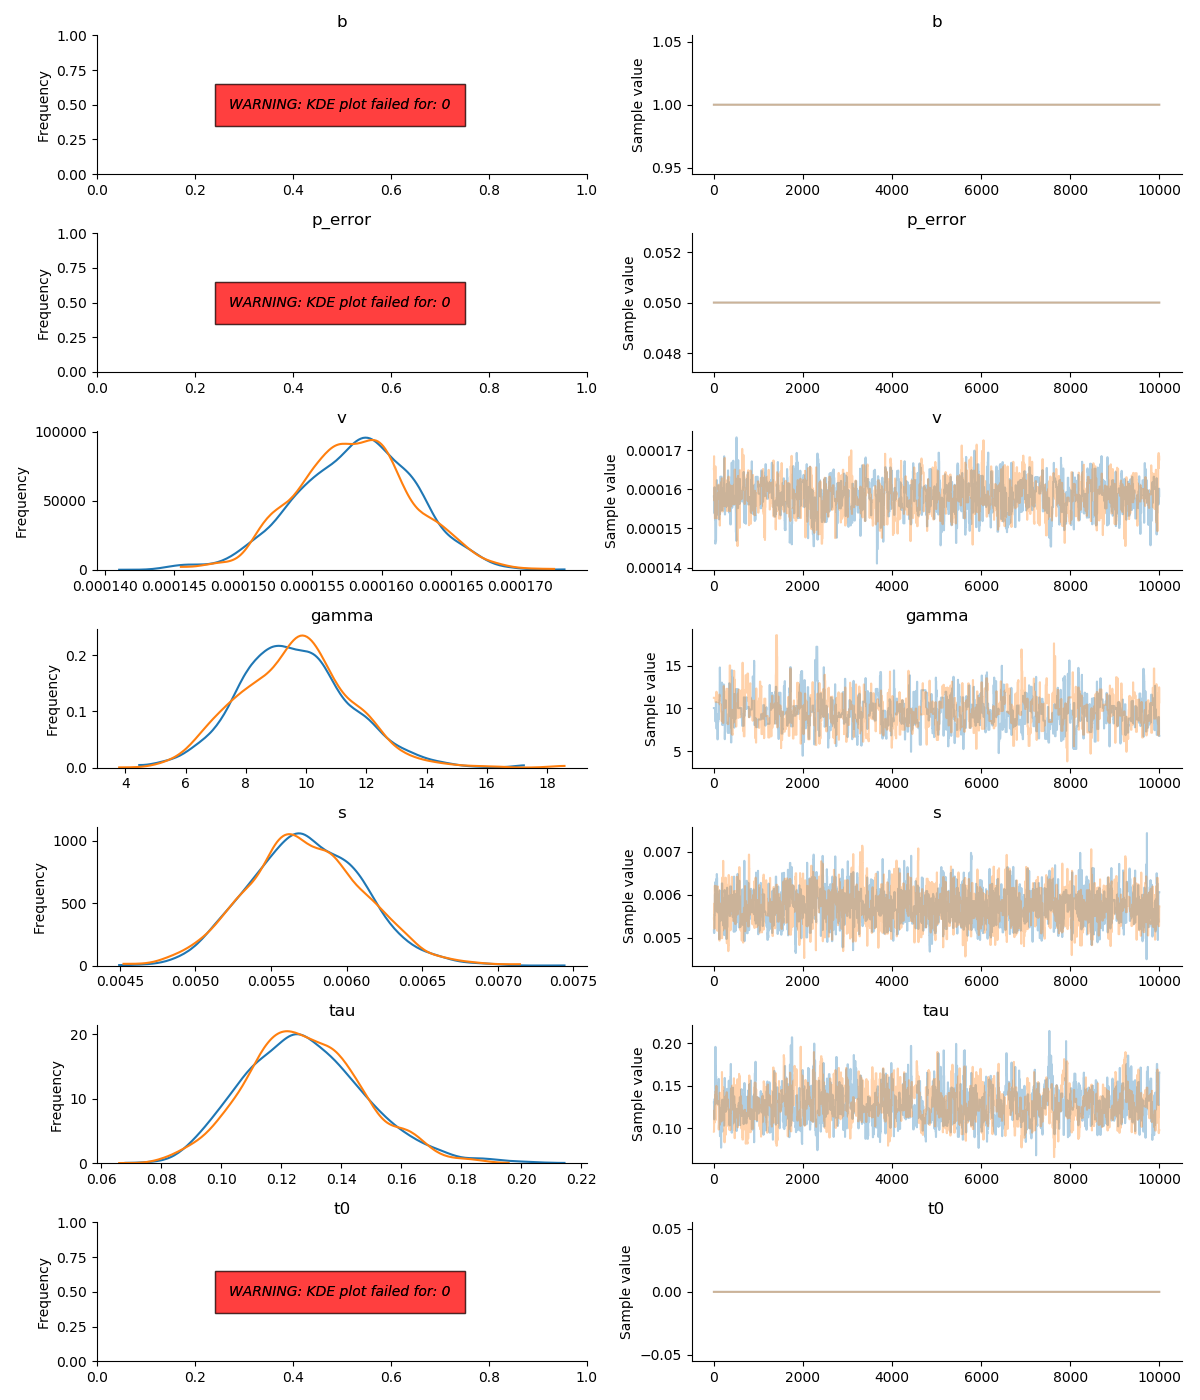 b
1.00
0.75
0.50
0.25
0.00
Frequency
WARNING: KDE plot failed for: 0
0.0 0.2 0.4 0.6 0.8 1.0
b
1.05
1.00
0.95
Sample value
0 2000 4000 6000 8000 10000
p_error
1.00
0.75
0.50
0.25
0.00
Frequency
WARNING: KDE plot failed for: 0
0.0 0.2 0.4 0.6 0.8 1.0
p_error
0.052
0.050
0.048
Sample value
0 2000 4000 6000 8000 10000
v
100000
50000
0
Frequency
0.000140 0.000145 0.000150 0.000155 0.000160 0.000165 0.000170
v
0.00017
0.00016
0.00015
0.00014
Sample value
0 2000 4000 6000 8000 10000
gamma
0.2
0.1
0.0
Frequency
4 6 8 10 12 14 16 18
gamma
15
10
5
Sample value
0 2000 4000 6000 8000 10000
s
1000
500
0
Frequency
0.0045 0.0050 0.0055 0.0060 0.0065 0.0070 0.0075
s
0.007
0.006
0.005
Sample value
0 2000 4000 6000 8000 10000
tau
20
10
0
Frequency
0.06 0.08 0.10 0.12 0.14 0.16 0.18 0.20 0.22
tau
0.20
0.15
0.10
Sample value
0 2000 4000 6000 8000 10000
t0
1.00
0.75
0.50
0.25
0.00
Frequency
WARNING: KDE plot failed for: 0
0.0 0.2 0.4 0.6 0.8 1.0
t0
0.05
0.00
−0.05
Sample value
0 2000 4000 6000 8000 10000